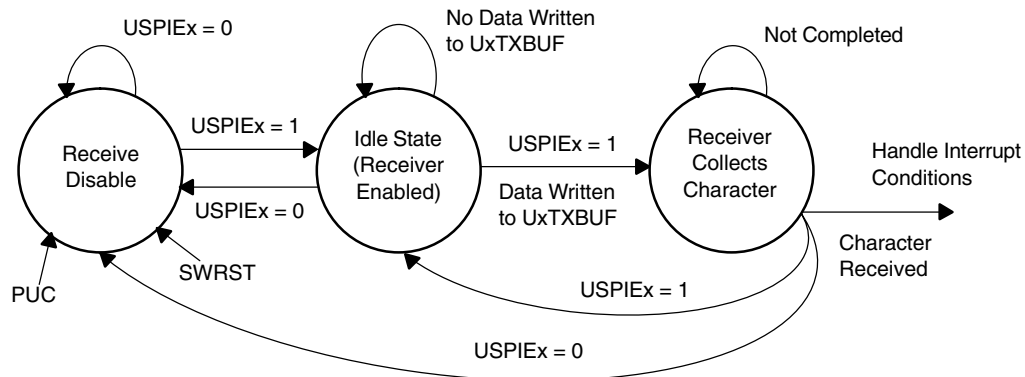 USPIEx = 0
No Data Written
to UxTXBUF
Not Completed
Receive
Disable
USPIEx = 1
USPIEx = 0
Idle State
(Receiver
Enabled)
USPIEx = 1
Data Written
to UxTXBUF
Receiver
Collects
Character
Handle Interrupt
Conditions
Character
Received
PUC
SWRST
USPIEx = 1
USPIEx = 0